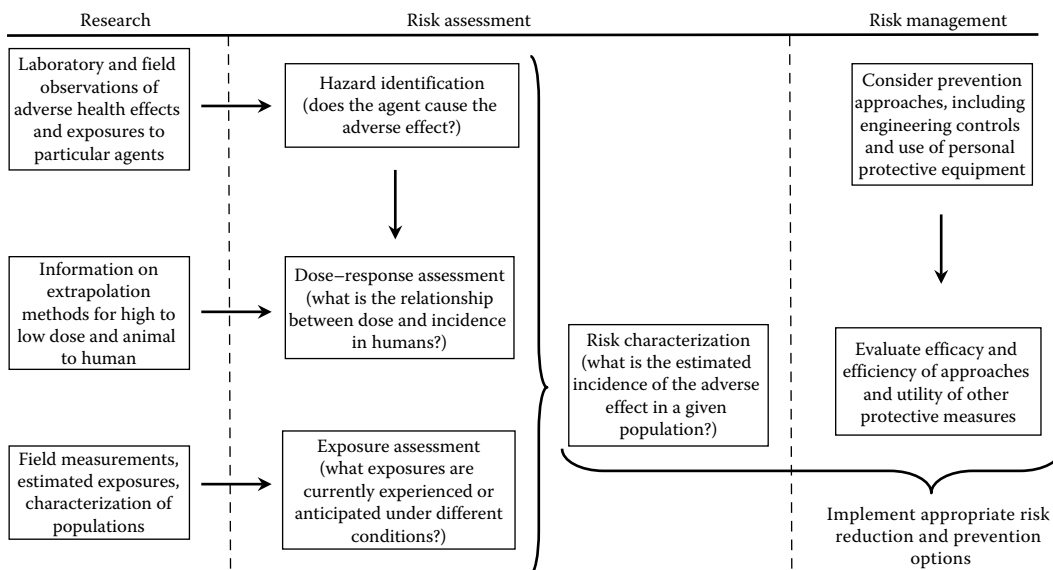 Research
Risk assessment
Risk management
Laboratory and field
observations of
adverse health effects
and exposures to
particular agents
Hazard identification
(does the agent cause the
adverse effect?)
Consider prevention
approaches, including
engineering controls
and use of personal
protective equipment
Information on
extrapolation
methods for high to
low dose and animal
to human
Dose–response assessment
(what is the relationship
between dose and incidence
in humans?)
Risk characterization
(what is the estimated
incidence of the adverse
effect in a given
population?)
Evaluate efficacy and
efficiency of approaches
and utility of other
protective measures
Field measurements,
estimated exposures,
characterization of
populations
Exposure assessment
(what exposures are
currently experienced or
anticipated under different
conditions?)
Implement appropriate risk
reduction and prevention
options